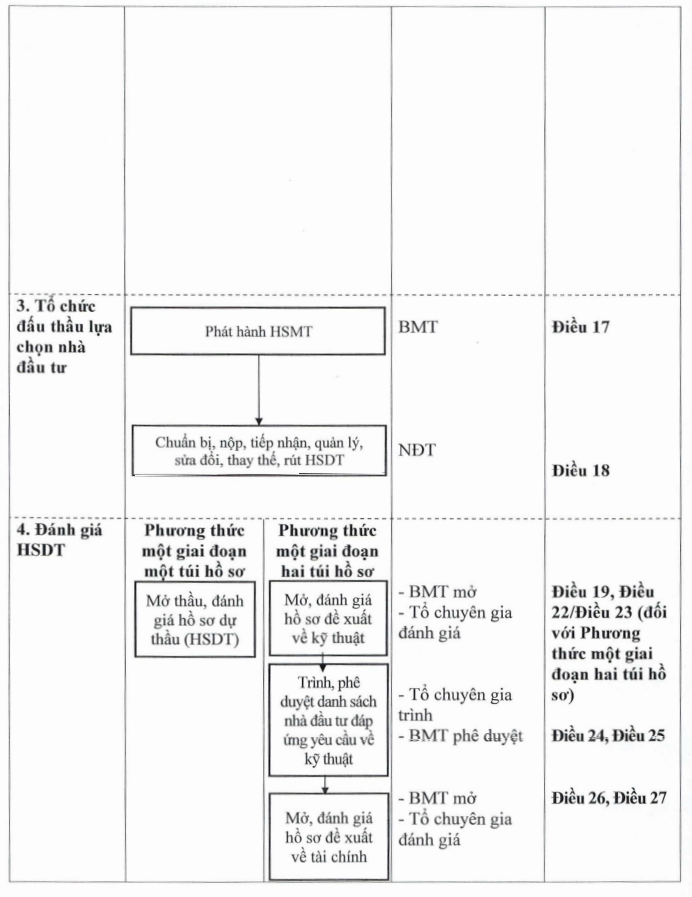 3. Tổ chức
đấu thầu lựa
chọn nhà
đầu tư
Phát hành HSMT
BMT
Điều 17
Chuẩn bị, nộp, tiếp nhận, quản lý,
sửa đổi, thay thế, rút HSDT
NĐT
Điều 18
4. Đánh giá
HSDT
Phương thức
một giai đoạn
một túi hồ sơ
Mở thầu, đánh
giá hồ sơ dự
thầu (HSDT)
Phương thức
một giai đoạn
hai túi hồ sơ
Mở, đánh giá
hồ sơ đề xuất
về kỹ thuật
- BMT mở
- Tổ chuyên gia
đánh giá
Điều 19, Điều
22/Điều 23 (đối
với Phương
thức một giai
đoạn hai túi hồ
sơ)
Trình, phê
duyệt danh sách
nhà đầu tư đáp
ứng yêu cầu về
kỹ thuật
- Tổ chuyên gia
trình
- BMT phê duyệt
Điều 24, Điều 25
Mở, đánh giá
hồ sơ đề xuất
về tài chính
- BMT mở
- Tổ chuyên gia
đánh giá
Điều 26, Điều 27